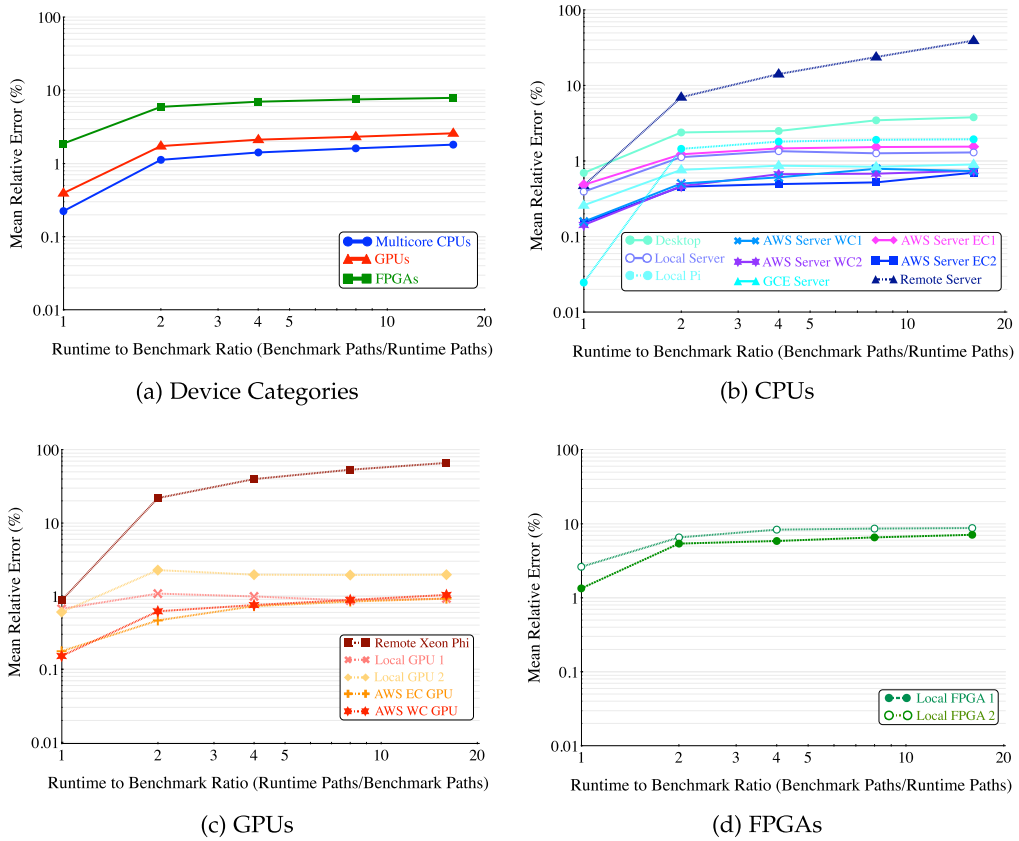 100
10
1
0.1
0.01
Mean Relative Error (%)
Multicore CPUs
GPUs
FPGAs
1 2 3 4 5 10 20
Runtime to Benchmark Ratio (Benchmark Paths/Runtime Paths)
(a) Device Categories
100
10
1
0.1
0.01
Mean Relative Error (%)
Desktop AWS Server WC1 AWS Server EC1
Local Server AWS Server WC2 AWS Server EC2
Local Pi GCE Server Remote Server
1 2 3 4 5 10 20
Runtime to Benchmark Ratio (Benchmark Paths/Runtime Paths)
(b) CPUs
100
10
1
0.1
0.01
Mean Relative Error (%)
Remote Xeon Phi
Local GPU 1
Local GPU 2
AWS EC GPU
AWS WC GPU
1 2 3 4 5 10 20
Runtime to Benchmark Ratio (Runtime Paths/Benchmark Paths)
(c) GPUs
100
10
1
0.1
0.01
Mean Relative Error (%)
Local FPGA 1
Local FPGA 2
1 2 3 4 5 10 20
Runtime to Benchmark Ratio (Benchmark Paths/Runtime Paths)
(d) FPGAs